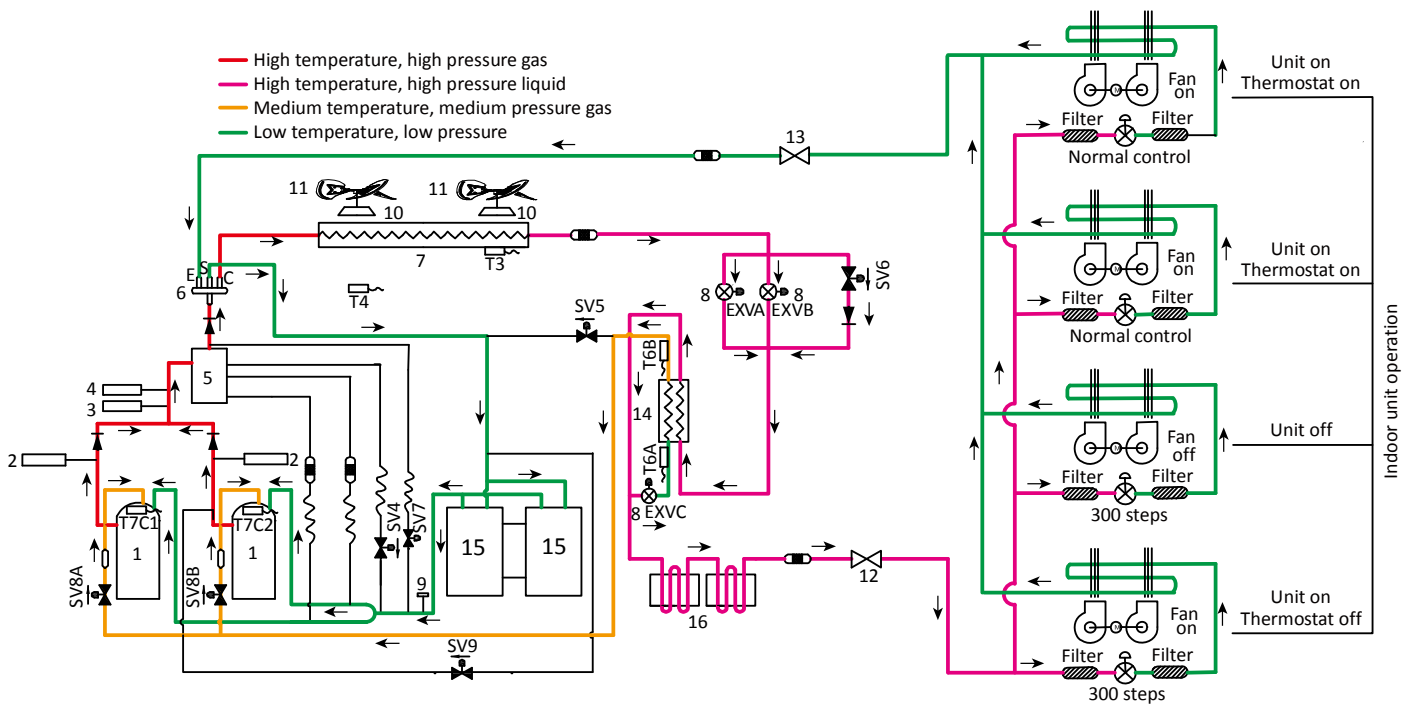 High temperature, high pressure gas
High temperature, high pressure liquid
Medium temperature, medium pressure gas
Low temperature, low pressure
13
11
11
10
10
7
T3
T4
E
S
C
6
5
4
3
2
2
T7C1
T7C2
1
1
SV8A
SV8B
SV4
SV7
9
SV9
15
15
SV5
T6B
14
T6A
8
EXVC
8
EXVA
8
EXVB
SV6
16
12
M
Fan
on
Filter
Filter
Normal control
Unit on
Thermostat on
M
Fan
on
Filter
Filter
Normal control
Unit on
Thermostat on
M
Fan
off
Filter
Filter
300 steps
Unit off
M
Fan
on
Filter
Filter
300 steps
Unit on
Thermostat off
Indoor unit operation